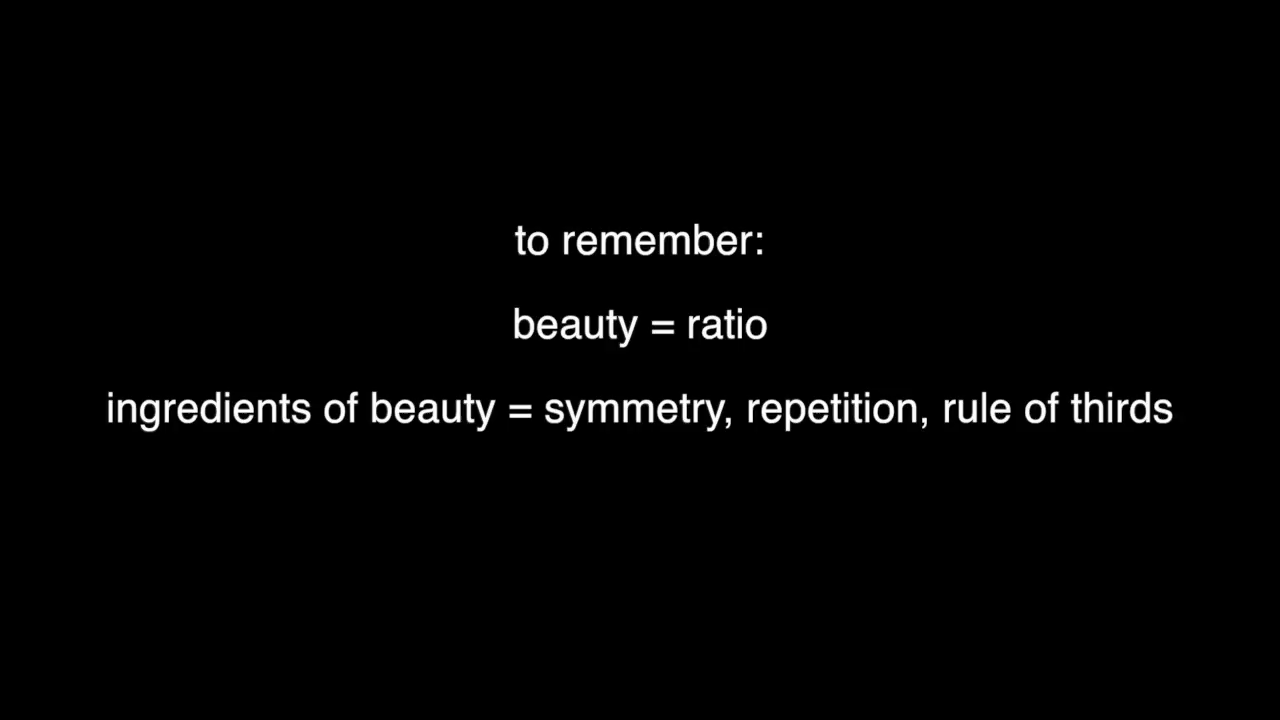 to remember:
beauty = ratio
ingredients of beauty = symmetry, repetition, rule of thirds